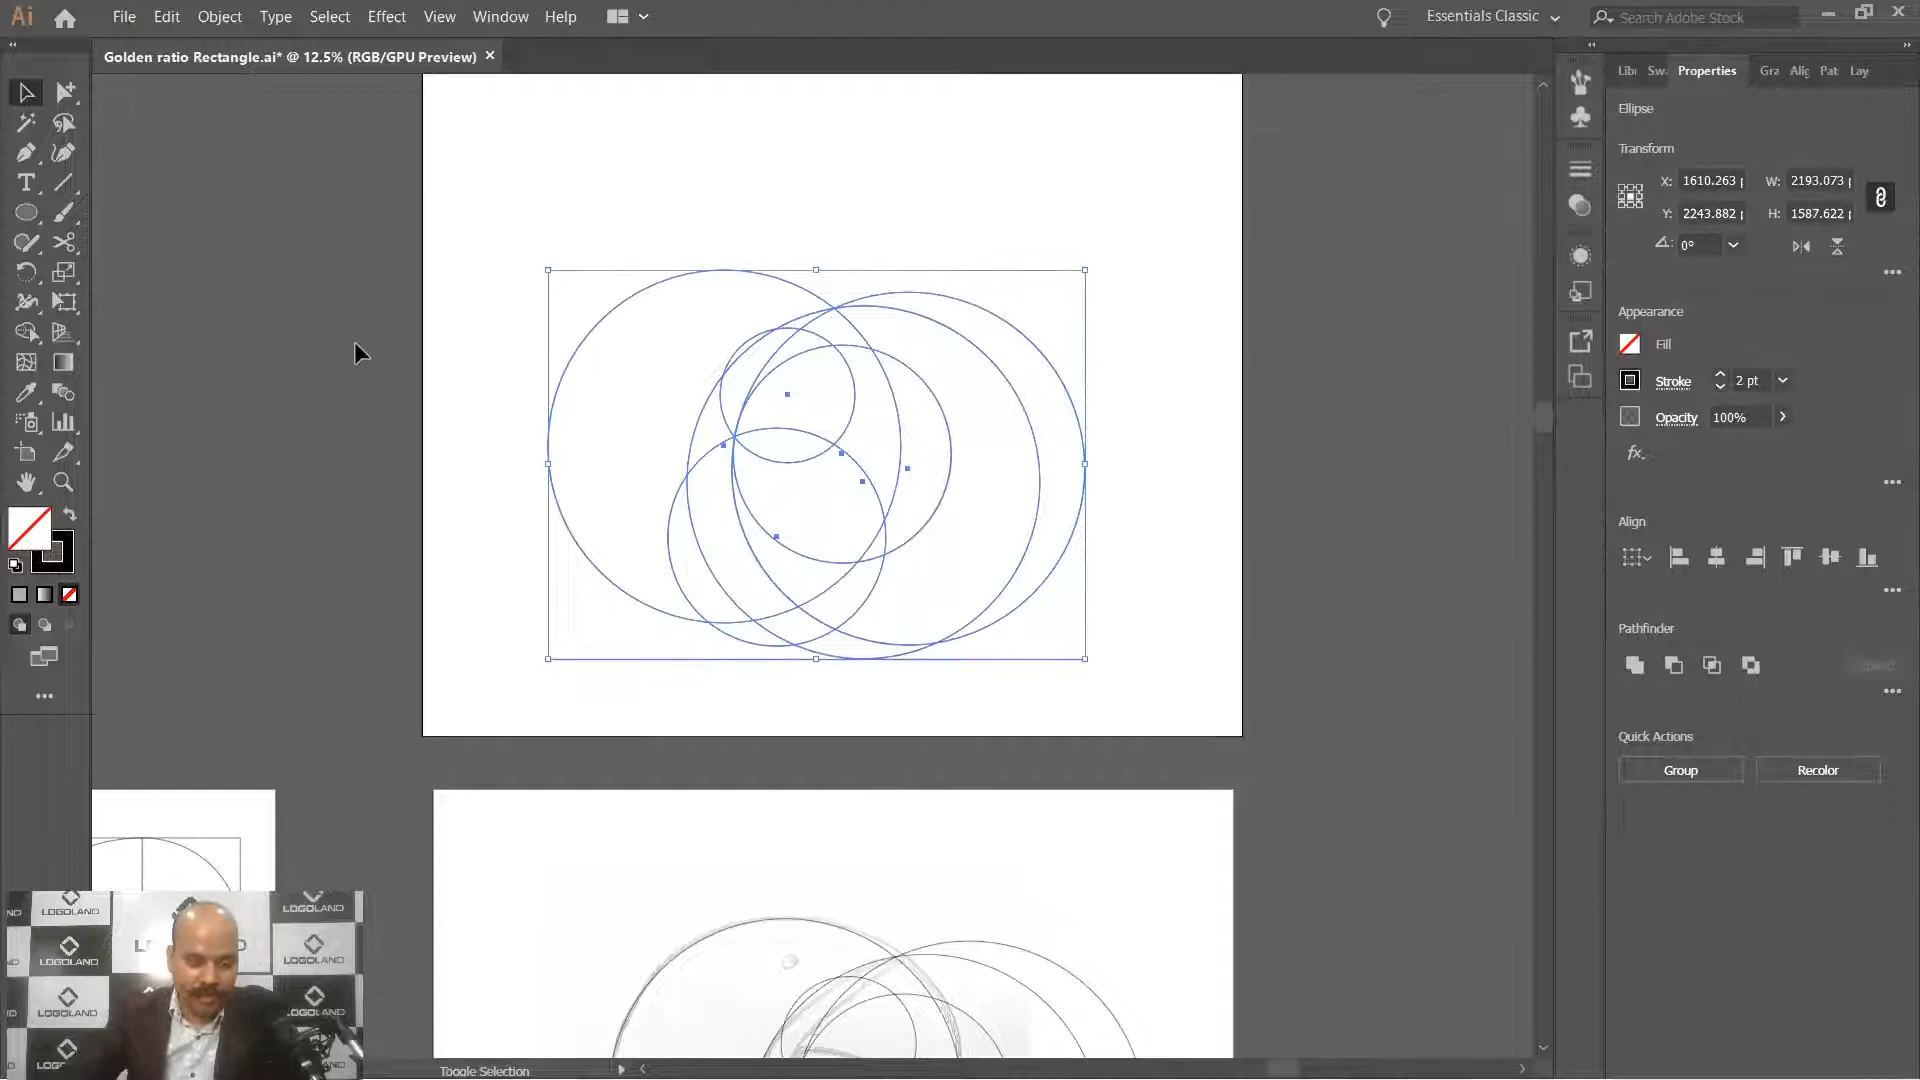 Ai File Edit Object Type Select Effect View Window Help Essentials Classic Search Adobe Stock
Golden ratio Rectangle.ai* @ 12.5% (RGB/GPU Preview) ×
Libi Swa Properties Gra Alig Pat Lay
Ellipse
Transform
X: 1610.263 p W: 2193.073 p
Y: 2243.882 p H: 1587.622 p
0°
Appearance
Fill
Stroke 2 pt
Opacity 100%
fx.
Align
Pathfinder
Quick Actions
Group Recolor
LOGOLAND LOGOLAND
LOGOLAND LOGOLAND
LOGOLAND LOGOLAND
Toggle Selection